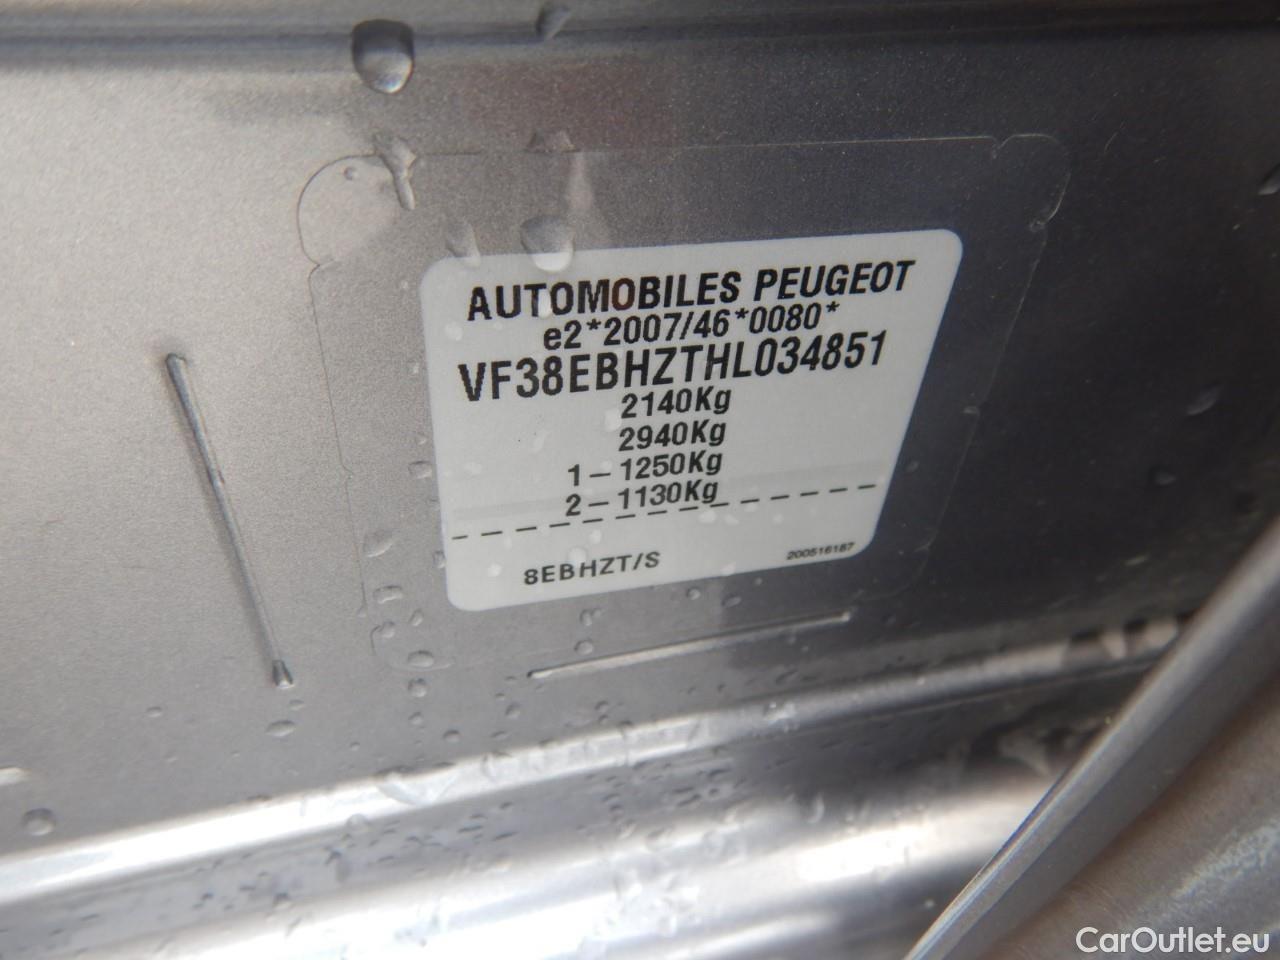 AUTOMOBILES PEUGEOT
e2*2007/46*0080*
VF38EBHZTHL034851
2140Kg
2940Kg
1-1250Kg
2-1130Kg
8EBHZT/S
200516187
CarOutlet.eu